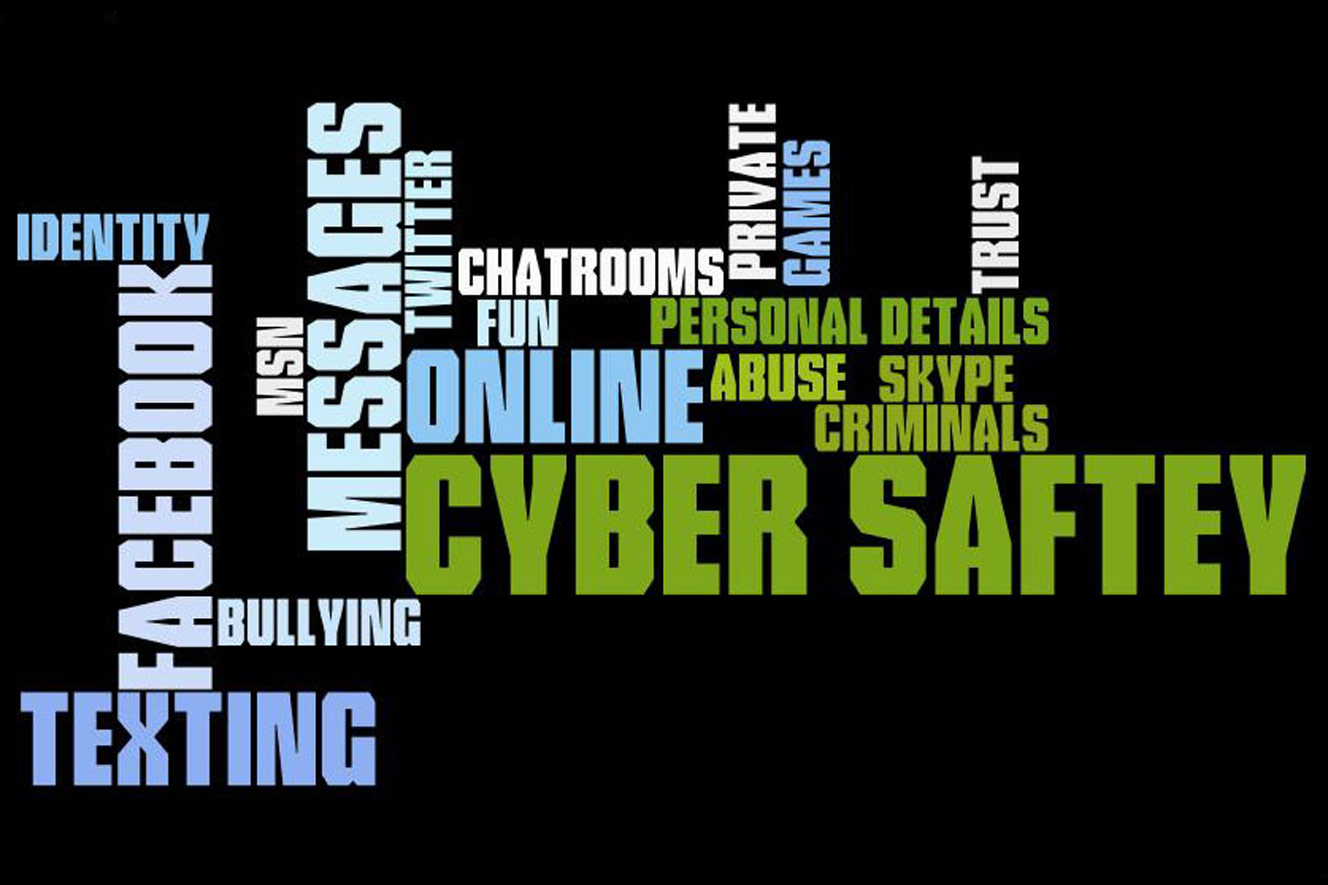 IDENTITY
FACEBOOK
MSN
MESSAGES
TWITTER
CHATROOMS
PRIVATE
GAMES
TRUST
FUN
PERSONAL DETAILS
ONLINE
ABUSE
SKYPE
CRIMINALS
CYBER SAFTEY
BULLYING
TEXTING